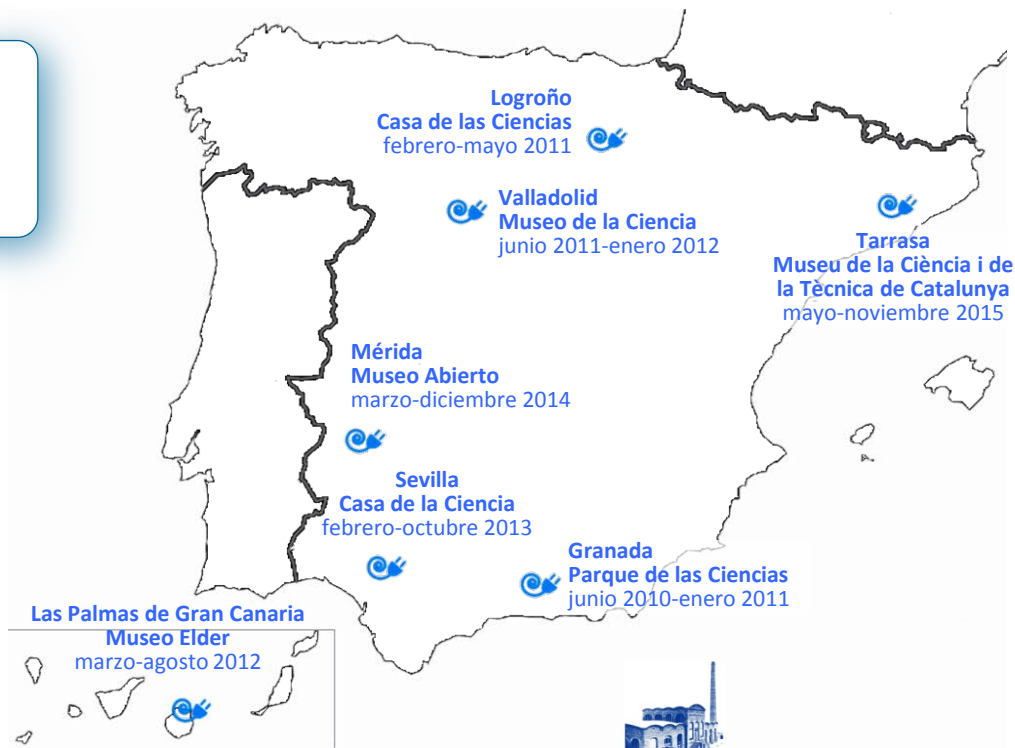 Logroño
Casa de las Ciencias
febrero-mayo 2011
Valladolid
Museo de la Ciencia
junio 2011-enero 2012
Tarrasa
Museu de la Ciència i de
la Tècnica de Catalunya
mayo-noviembre 2015
Mérida
Museo Abierto
marzo-diciembre 2014
Sevilla
Casa de la Ciencia
febrero-octubre 2013
Granada
Parque de las Ciencias
junio 2010-enero 2011
Las Palmas de Gran Canaria
Museo Elder
marzo-agosto 2012